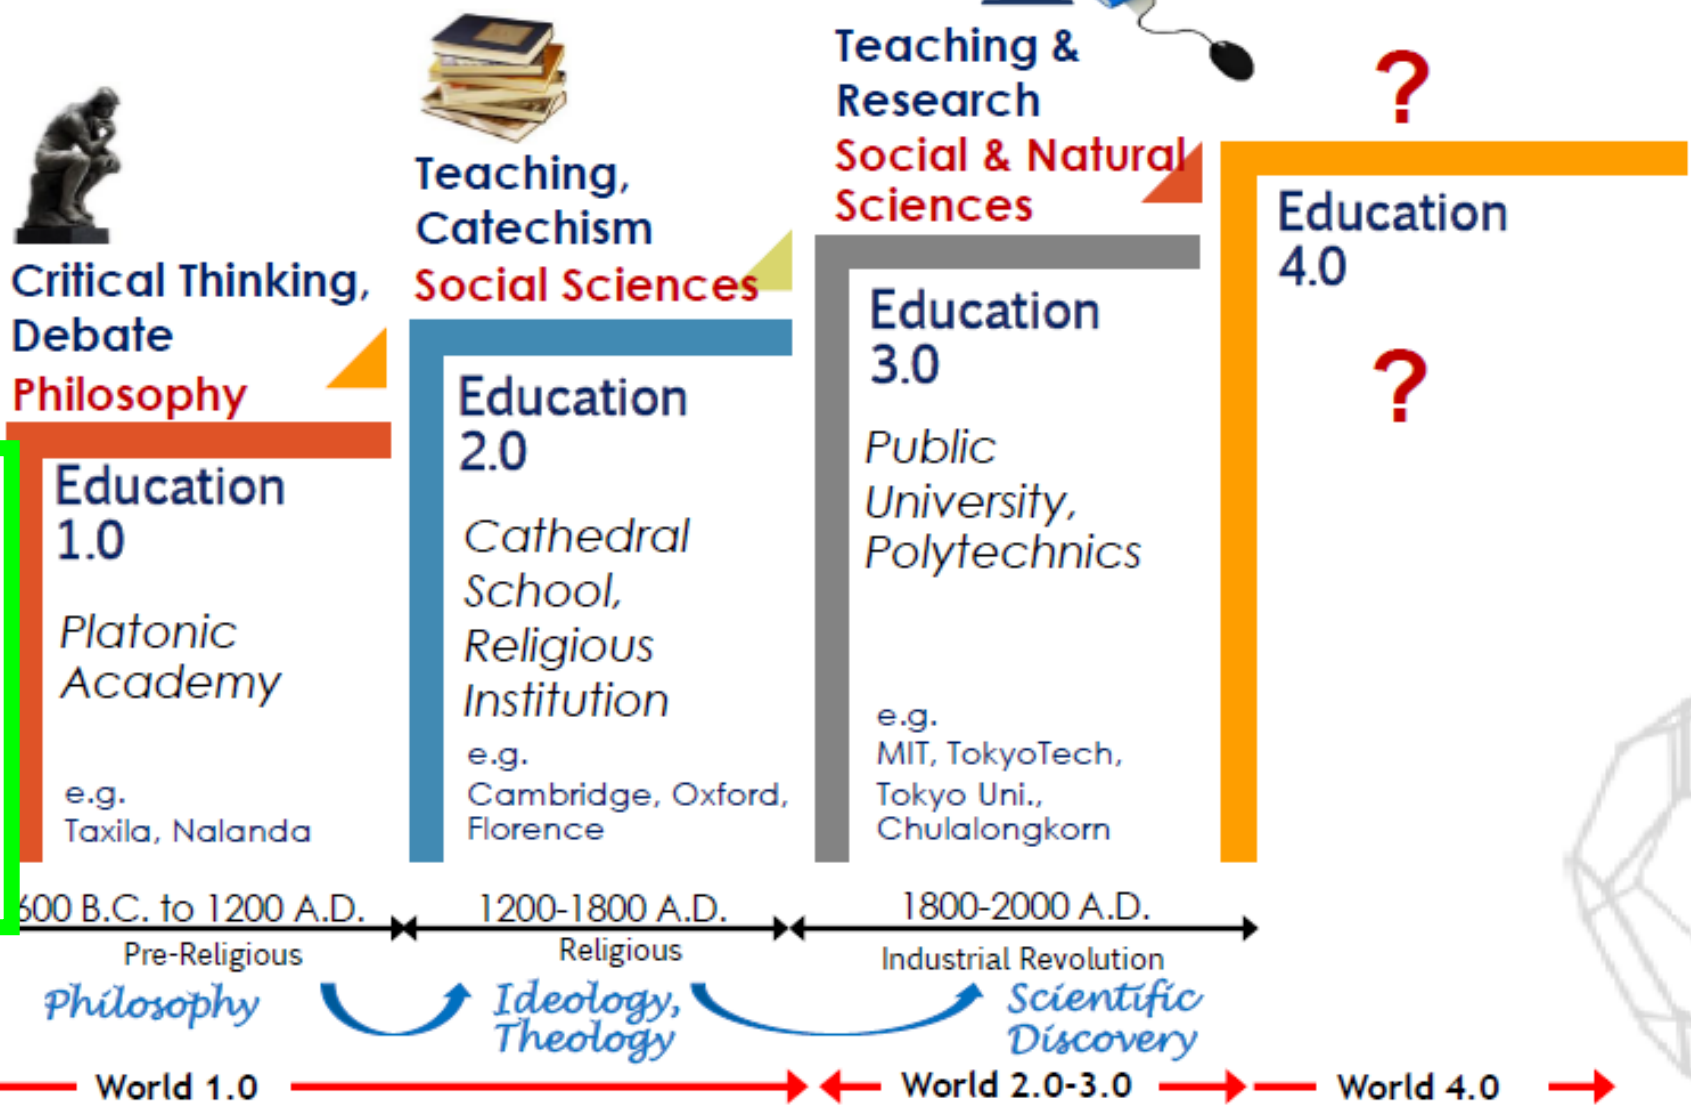 Critical Thinking,
Debate
Philosophy
Education
1.0
Platonic
Academy
e.g.
Taxila, Nalanda
Teaching,
Catechism
Social Sciences
Education
2.0
Cathedral
School,
Religious
Institution
e.g.
Cambridge, Oxford,
Florence
Teaching &
Research
Social & Natural
Sciences
Education
3.0
Public
University,
Polytechnics
e.g.
MIT, TokyoTech,
Tokyo Uni.,
Chulalongkorn
?
Education
4.0
?
600 B.C. to 1200 A.D.
1200-1800 A.D.
1800-2000 A.D.
Pre-Religious
Religious
Industrial Revolution
Philosophy
Ideology,
Theology
Scientific
Discovery
World 1.0
World 2.0-3.0
World 4.0